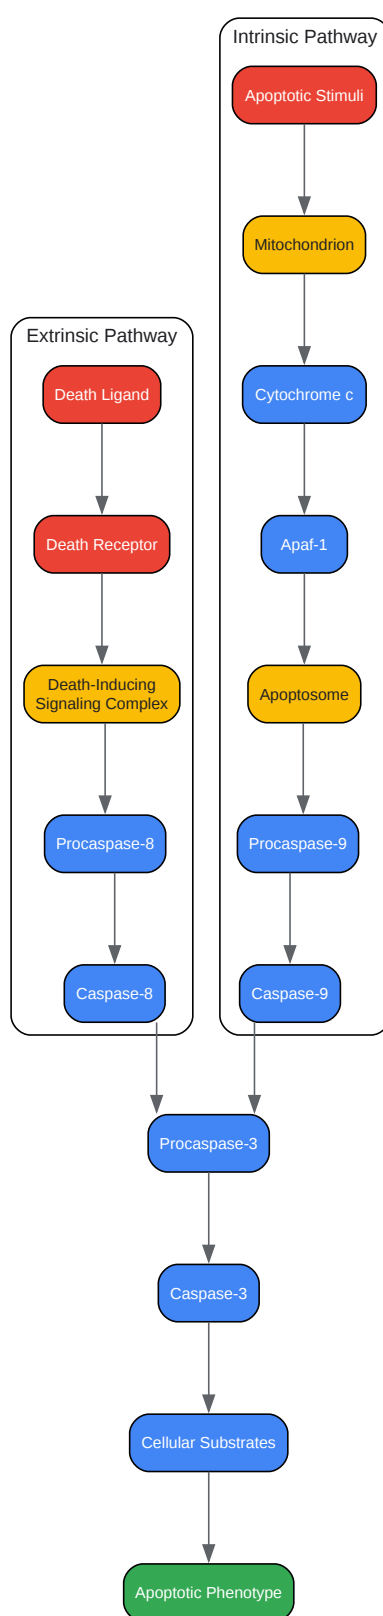 Intrinsic Pathway
Apoptotic Stimuli
Mitochondrion
Extrinsic Pathway
Death Ligand
Cytochrome c
Death Receptor
Apaf-1
Death-Inducing
Signaling Complex
Apoptosome
Procaspase-8
Procaspase-9
Caspase-8
Caspase-9
Procaspase-3
Caspase-3
Cellular Substrates
Apoptotic Phenotype